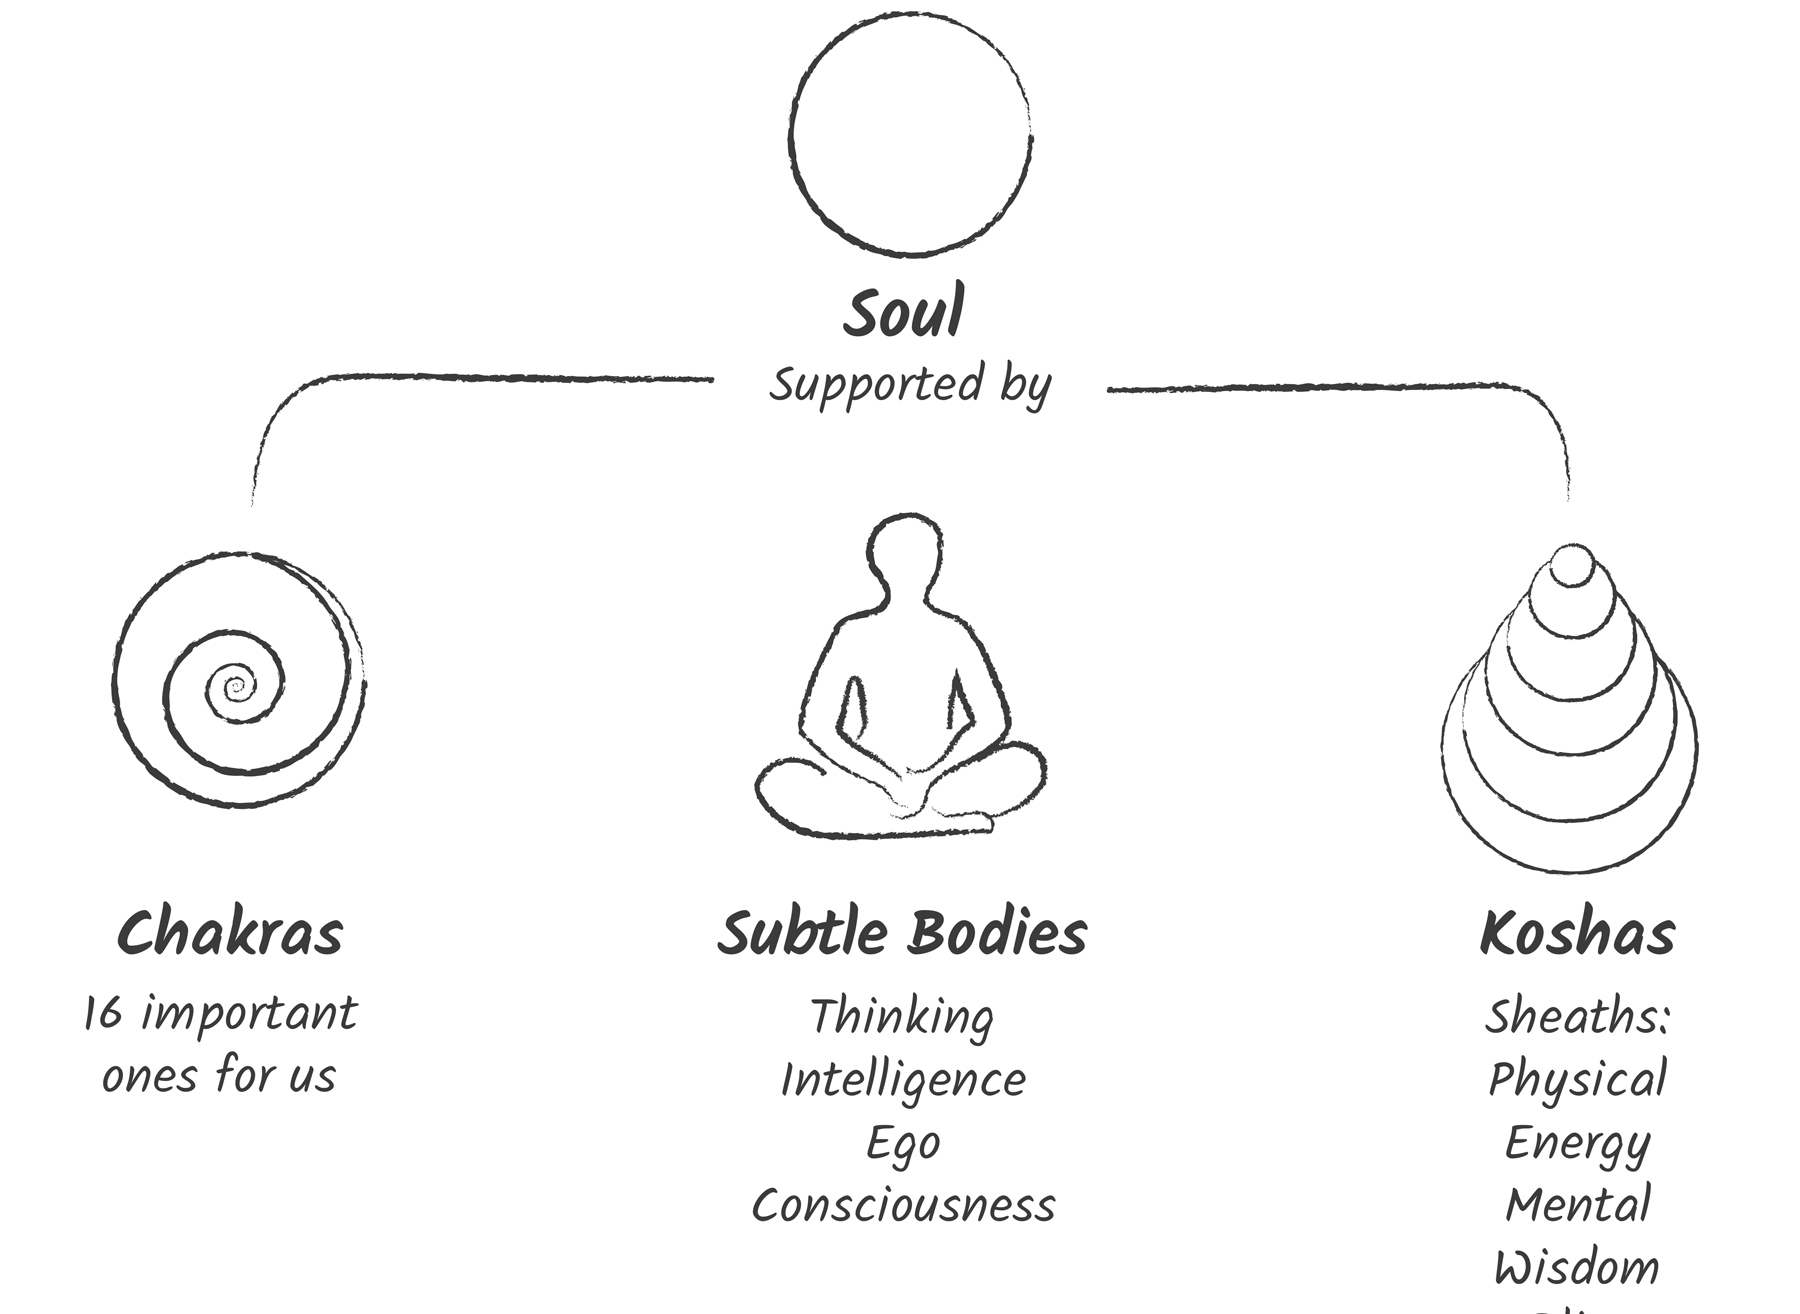 Soul
Supported by
Chakras
16 important
ones for us
Subtle Bodies
Thinking
Intelligence
Ego
Consciousness
Koshas
Sheaths:
Physical
Energy
Mental
Wisdom